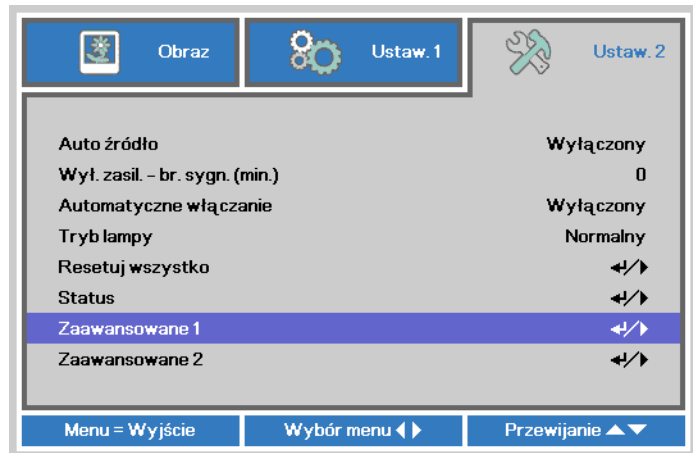 Obraz Ustaw. 1 Ustaw. 2
Auto źródło Wyłączony
Wył. zasil. – br. sygn. (min.) 0
Automatyczne włączanie Wyłączony
Tryb lampy Normalny
Resetuj wszystko ↵/▶
Status ↵/▶
Zaawansowane 1 ↵/▶
Zaawansowane 2 ↵/▶
Menu = Wyjście Wybór menu ◀ ▶ Przewijanie ▲▼